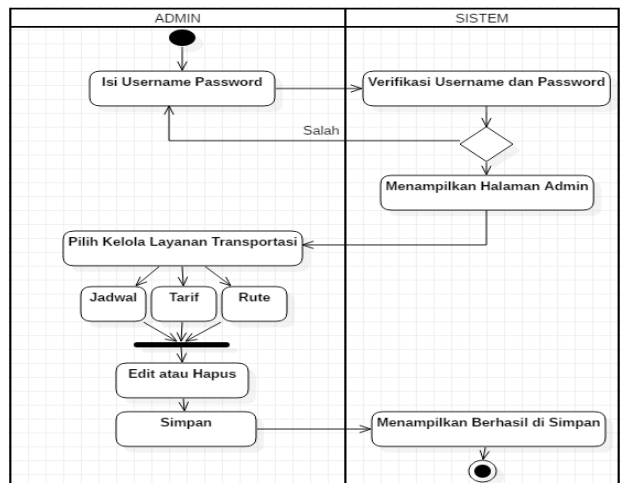 ADMIN
SISTEM
Isi Username Password
Verifikasi Username dan Password
Salah
Menampilkan Halaman Admin
Pilih Kelola Layanan Transportasi
Jadwal
Tarif
Rute
Edit atau Hapus
Simpan
Menampilkan Berhasil di Simpan